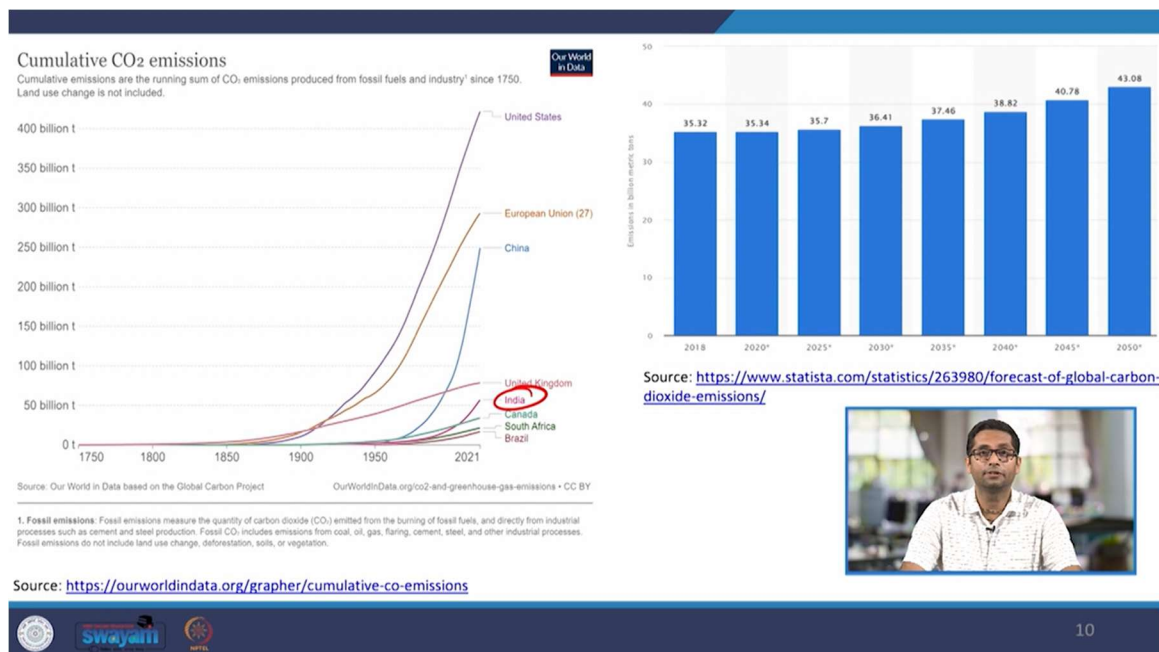 Cumulative CO₂ emissions
Cumulative emissions are the running sum of CO₂ emissions produced from fossil fuels and industry¹ since 1750.
Land use change is not included.
Our World
in Data
400 billion t
350 billion t
300 billion t
250 billion t
200 billion t
150 billion t
100 billion t
50 billion t
0 t
1750
1800
1850
1900
1950
2021
United States
European Union (27)
China
United Kingdom
India
Canada
South Africa
Brazil
Source: Our World in Data based on the Global Carbon Project
OurWorldInData.org/co2-and-greenhouse-gas-emissions • CC BY
1. Fossil emissions: Fossil emissions measure the quantity of carbon dioxide (CO₂) emitted from the burning of fossil fuels, and directly from industrial
processes such as cement and steel production. Fossil CO₂ includes emissions from coal, oil, gas, flaring, cement, steel, and other industrial processes.
Fossil emissions do not include land use change, deforestation, soils, or vegetation.
Source: https://ourworldindata.org/grapher/cumulative-co-emissions
Emissions in billion metric tons
50
40
30
20
10
0
35.32
35.34
35.7
36.41
37.46
38.82
40.78
43.08
2018
2020*
2025*
2030*
2035*
2040*
2045*
2050*
Source: https://www.statista.com/statistics/263980/forecast-of-global-carbon-
dioxide-emissions/
swayam
NPTEL
10